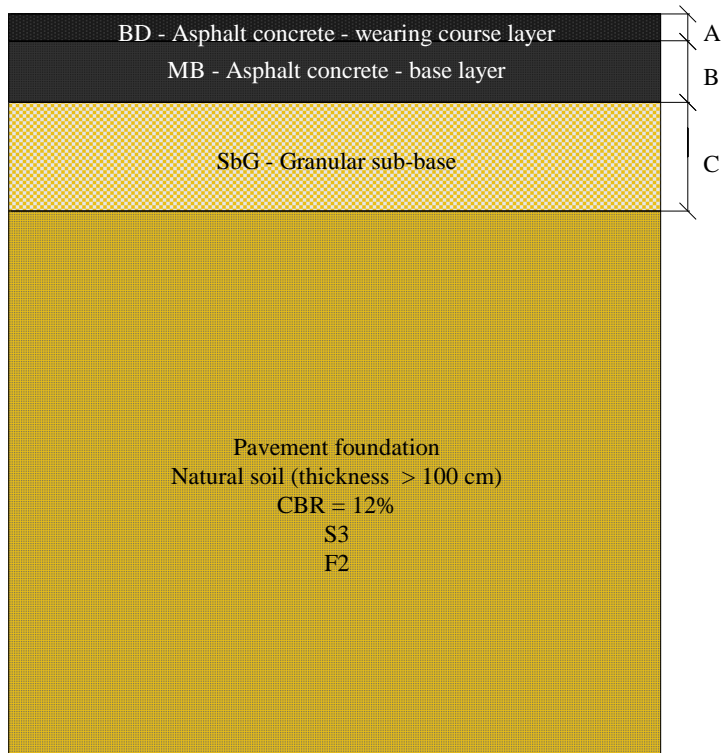 BD - Asphalt concrete - wearing course layer
A
MB - Asphalt concrete - base layer
B
SbG - Granular sub-base
C
Pavement foundation
Natural soil (thickness > 100 cm)
CBR = 12%
S3
F2